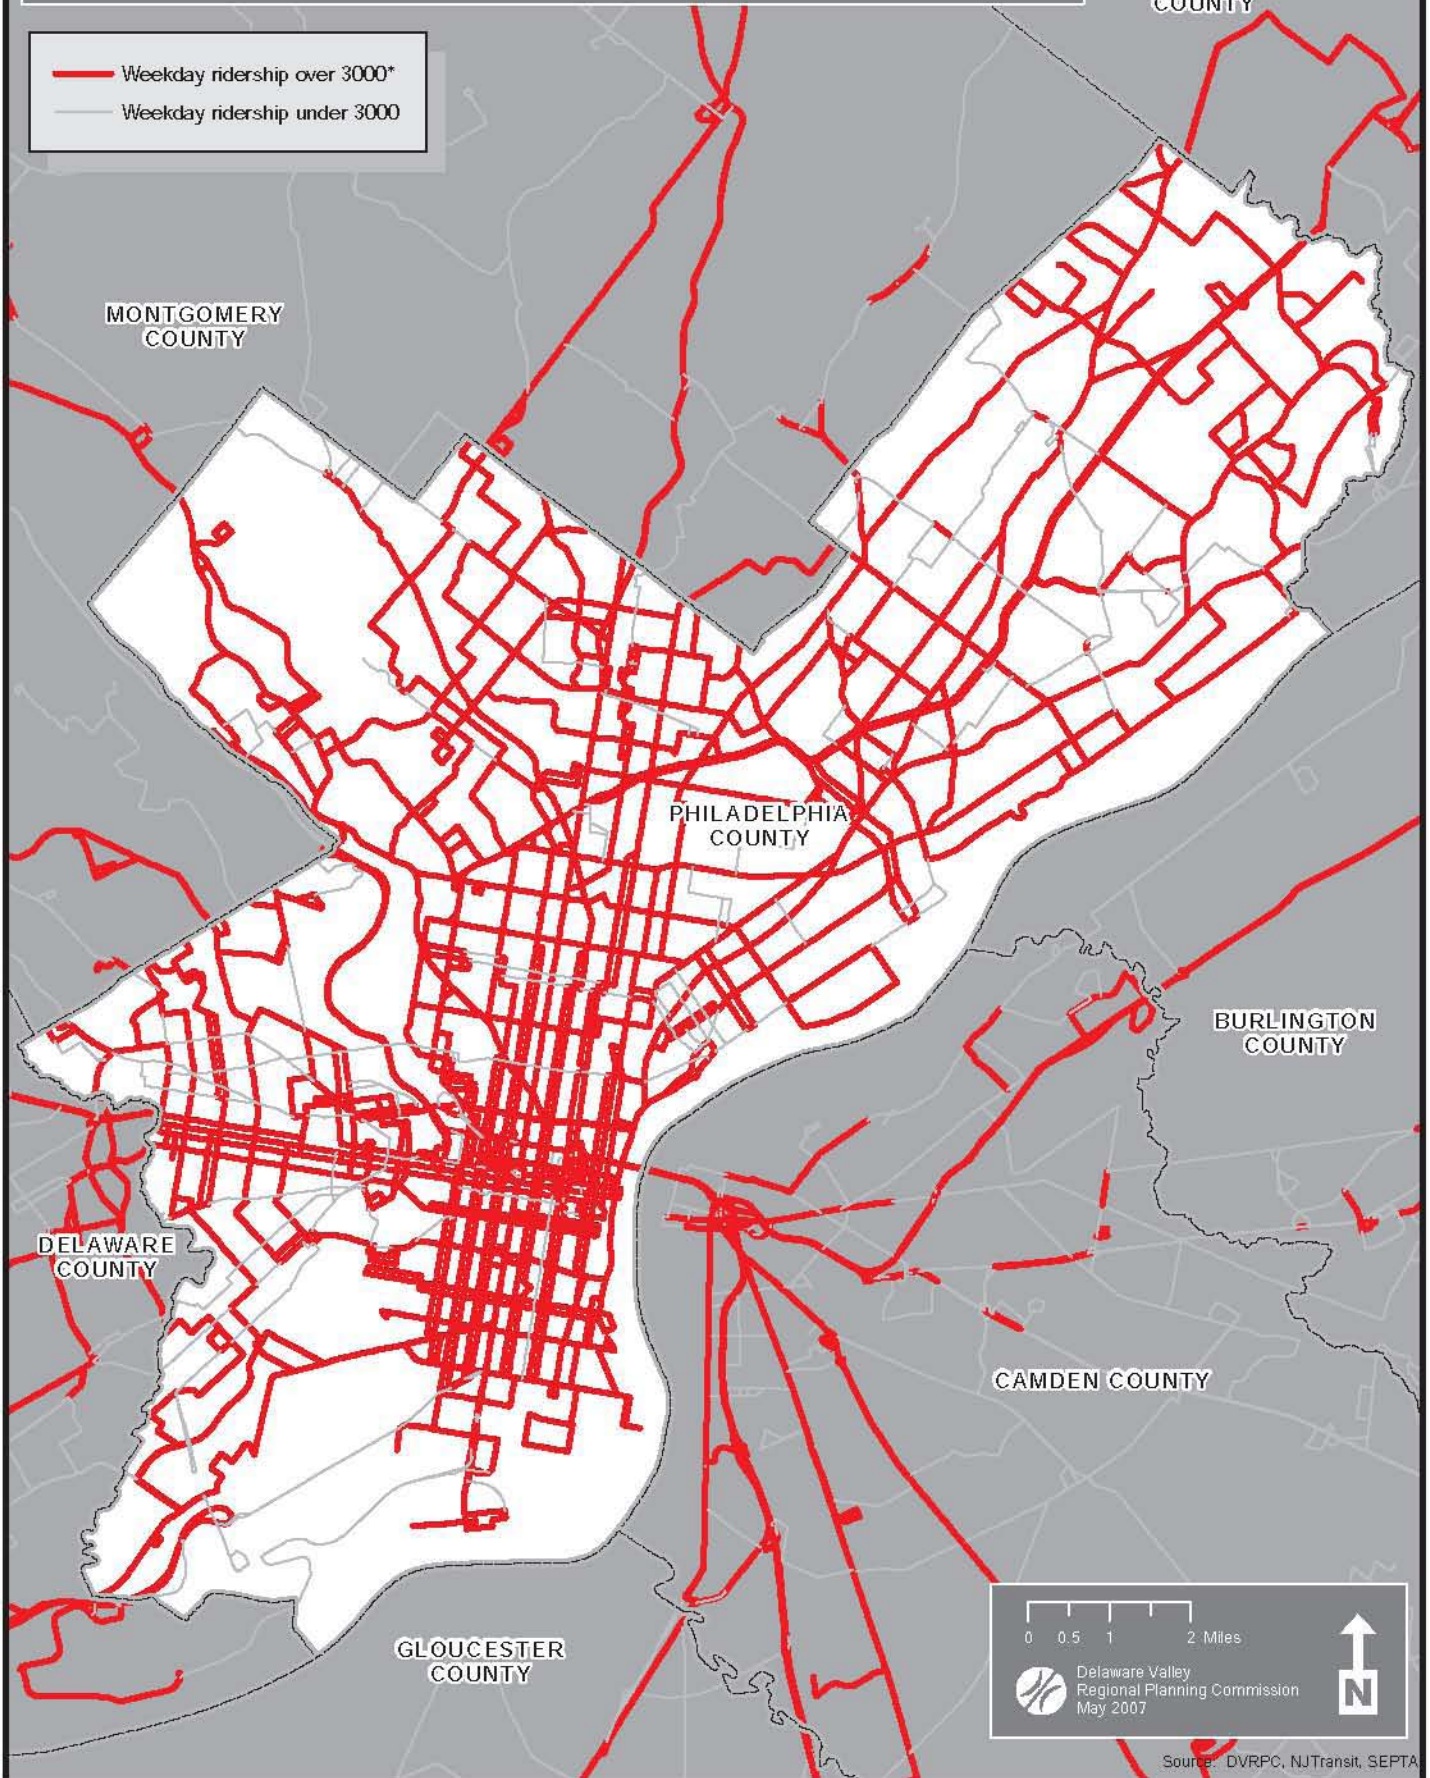 COUNTY
Weekday ridership over 3000*
Weekday ridership under 3000
MONTGOMERY
COUNTY
PHILADELPHIA
COUNTY
BURLINGTON
COUNTY
DELAWARE
COUNTY
CAMDEN COUNTY
GLOUCESTER
COUNTY
0 0.5 1 2 Miles
Delaware Valley
Regional Planning Commission
May 2007
N
Source: DVRPC, NJTransit, SEPTA